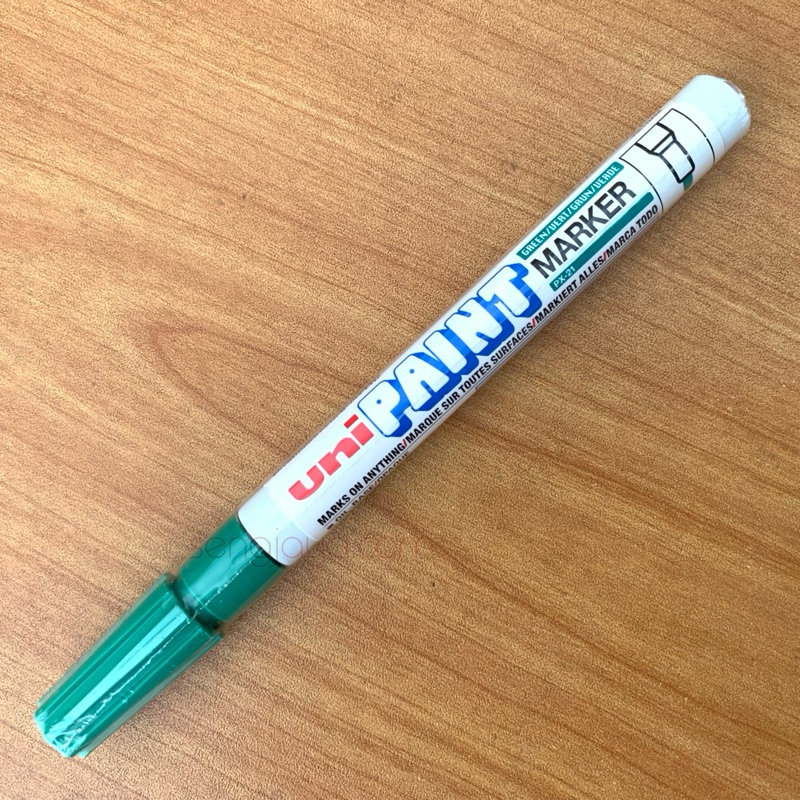 uni PAINT MARKER
GREEN/VERT/GRÜN/VERDE
PX-21
MARKS ON ANYTHING/MARQUE SUR TOUTES SURFACES/MARKIERT ALLES/MARCA TODO